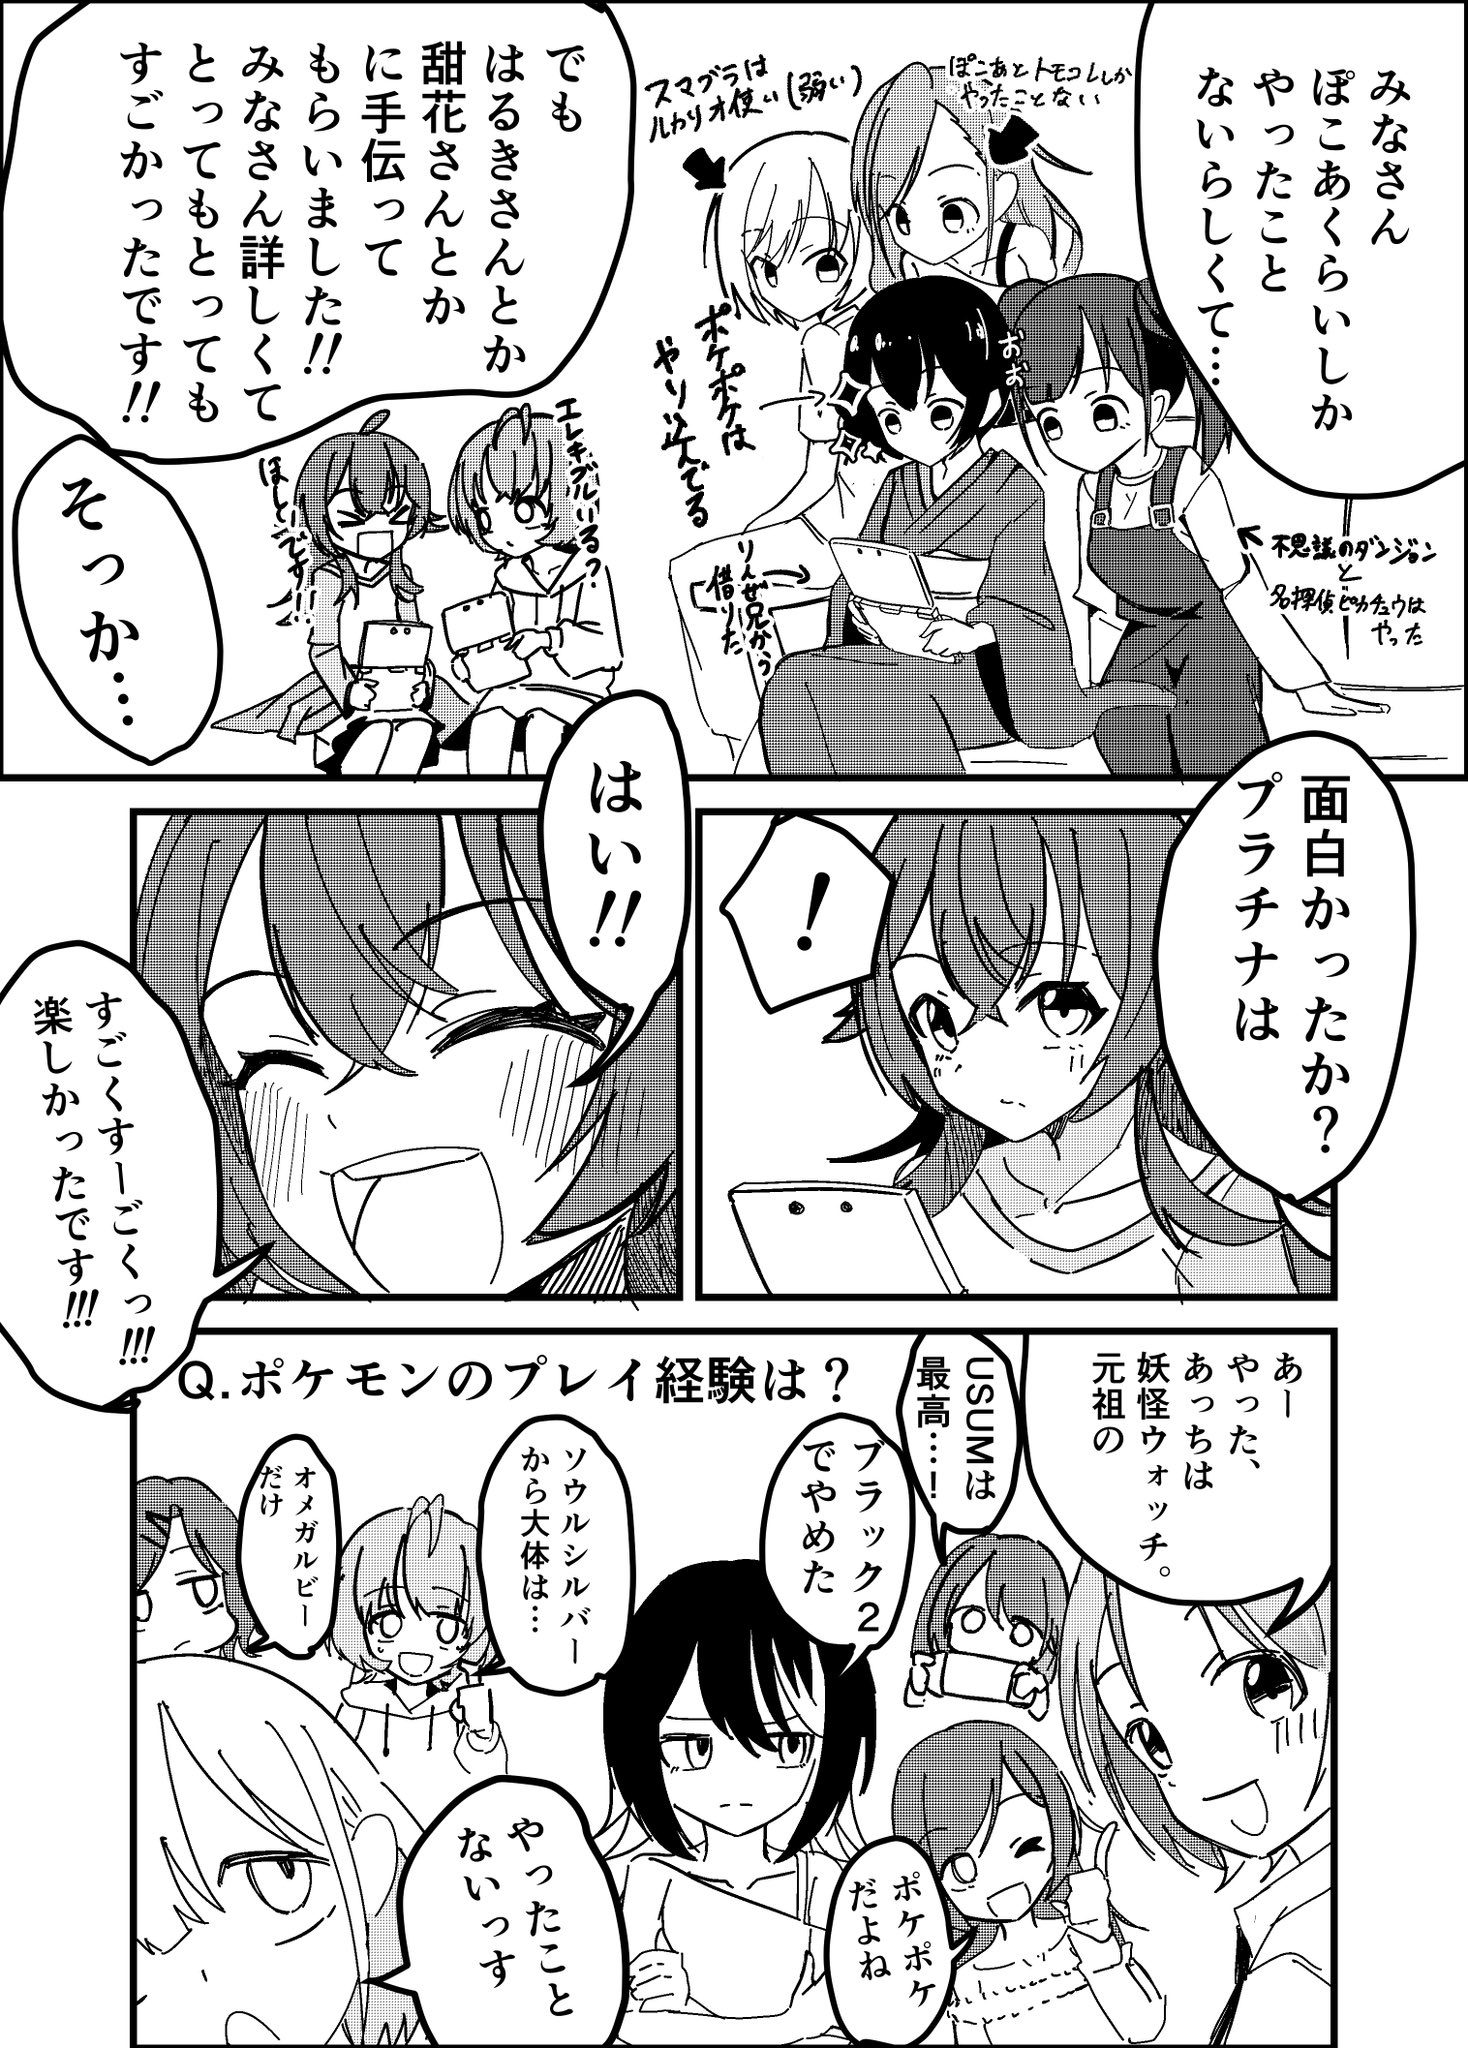 みなさん
ぽこあくらいしか
やったこと
ないらしくて…
ぽこあとトモコレしか
やったことない
スマブラは
ルカリオ使い(弱い)
おお
ポケポケは
やり込んでる
りんぜ兄から
借りた
不思議のダンジョン
と
名探偵ピカチュウは
やった
でも
はるきさんとか
甜花さんとか
に手伝って
もらいました!!
みなさん詳しくて
とってもとっても
すごかったです!!
エレキブルいる?
ほしいです!!
そっか…
面白かったか?
プラチナは
!
はい!!
すごくすーごくっ!!!
楽しかったです!!!
Q.ポケモンのプレイ経験は?
あー
やった、
あっちは
妖怪ウォッチ。
元祖の
USUMは
最高…!
ブラック2
でやめた
ソウルシルバー
から大体は…
オメガルビー
だけ
ポケポケ
だよね
やったこと
ないっす